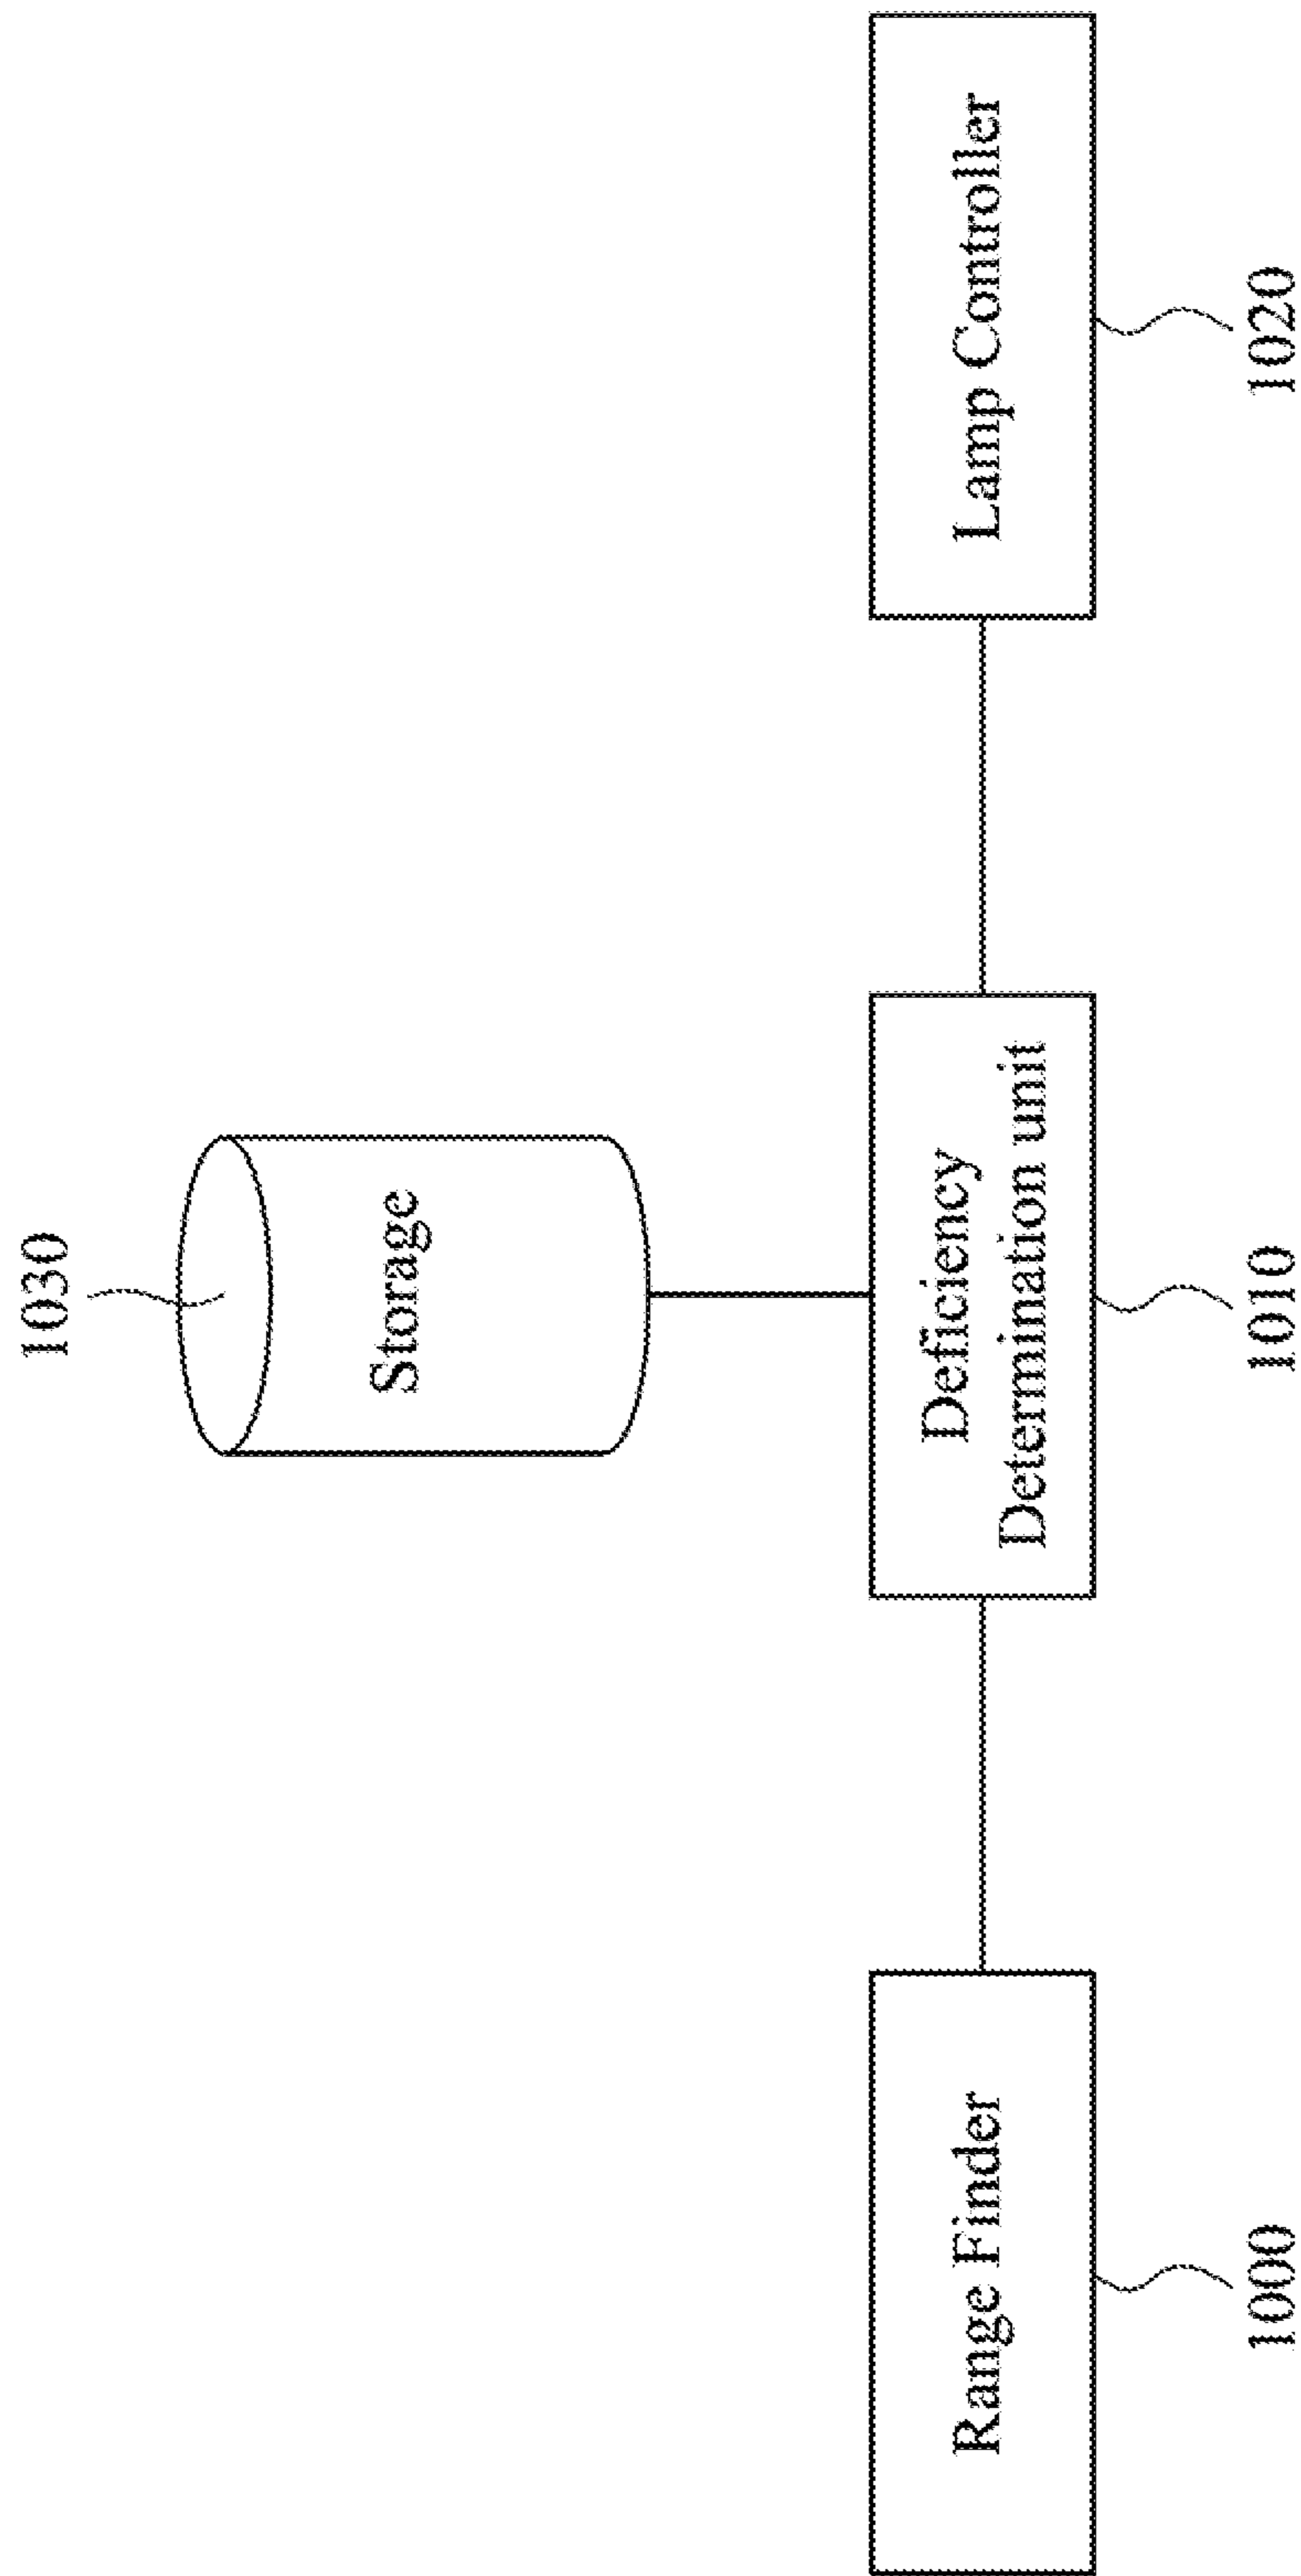 1030
Storage
Range Finder
Deficiency
Determination unit
Lamp Controller
1000
1010
1020